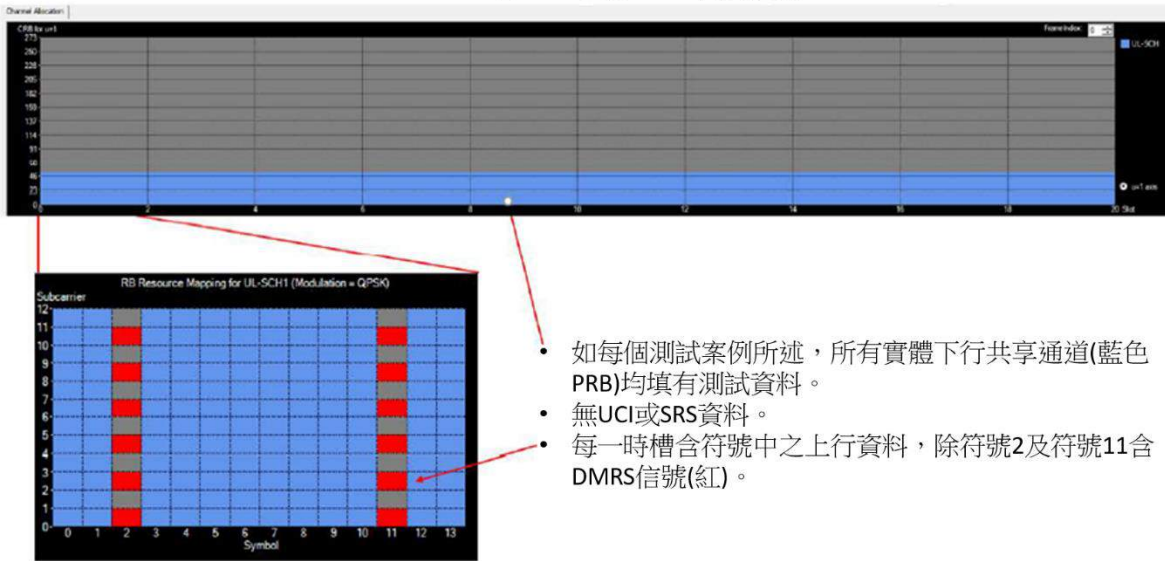 Channel Allocation
CRB for u=1
Frame Index: 0
273
250
228
205
182
159
137
114
91
46
23
0
UL-SCH
u=1 axis
0 2 4 6 8 10 12 14 16 18 20 Slot
RB Resource Mapping for UL-SCH1 (Modulation = QPSK)
Subcarrier
12
11
10
9
8
7
6
5
4
3
2
1
0
0 1 2 3 4 5 6 7 8 9 10 11 12 13
Symbol
• 如每個測試案例所述，所有實體下行共享通道(藍色
PRB)均填有測試資料。
• 無UCI或SRS資料。
• 每一時槽含符號中之上行資料，除符號2及符號11含
DMRS信號(紅)。